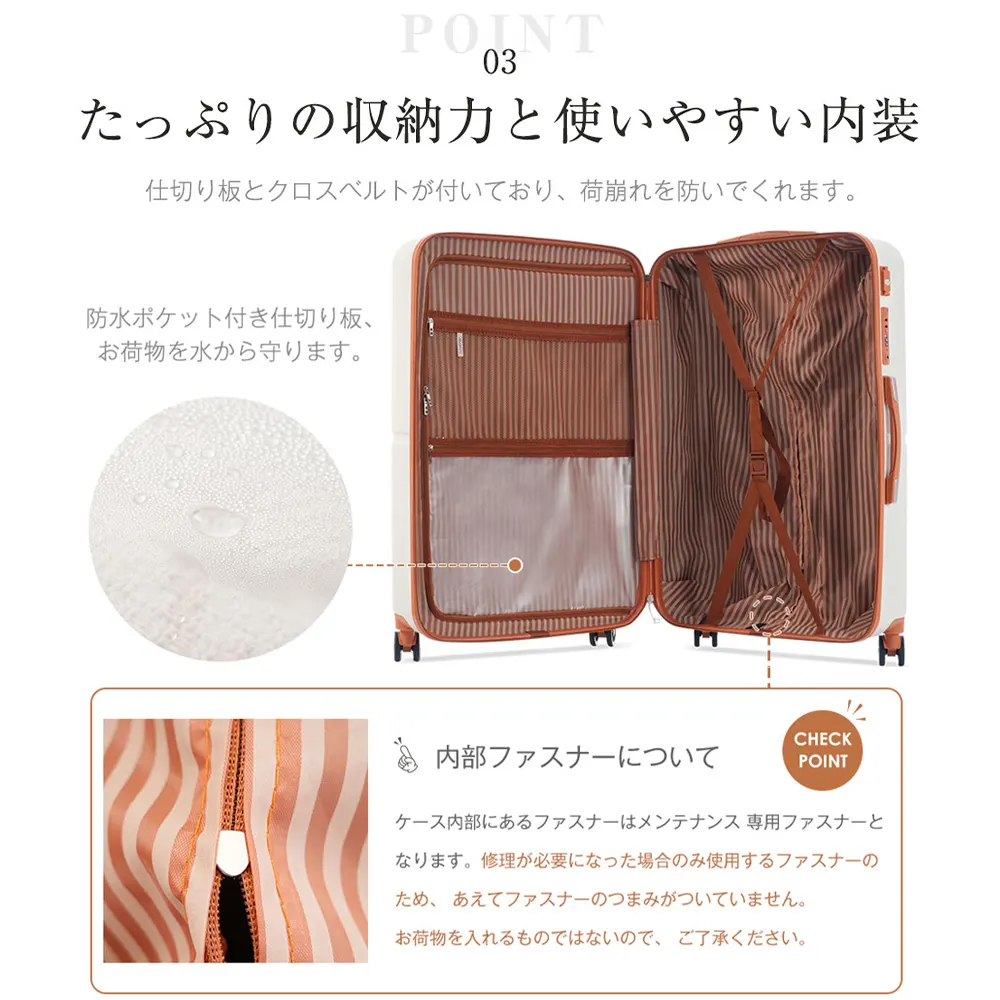 POINT
03
たっぷりの収納力と使いやすい内装
仕切り板とクロスベルトが付いており、荷崩れを防いでくれます。
防水ポケット付き仕切り板、
お荷物を水から守ります。
内部ファスナーについて
CHECK
POINT
ケース内部にあるファスナーはメンテナンス 専用ファスナーと
なります。修理が必要になった場合のみ使用するファスナーの
ため、 あえてファスナーのつまみがついていません。
お荷物を入れるものではないので、 ご了承ください。